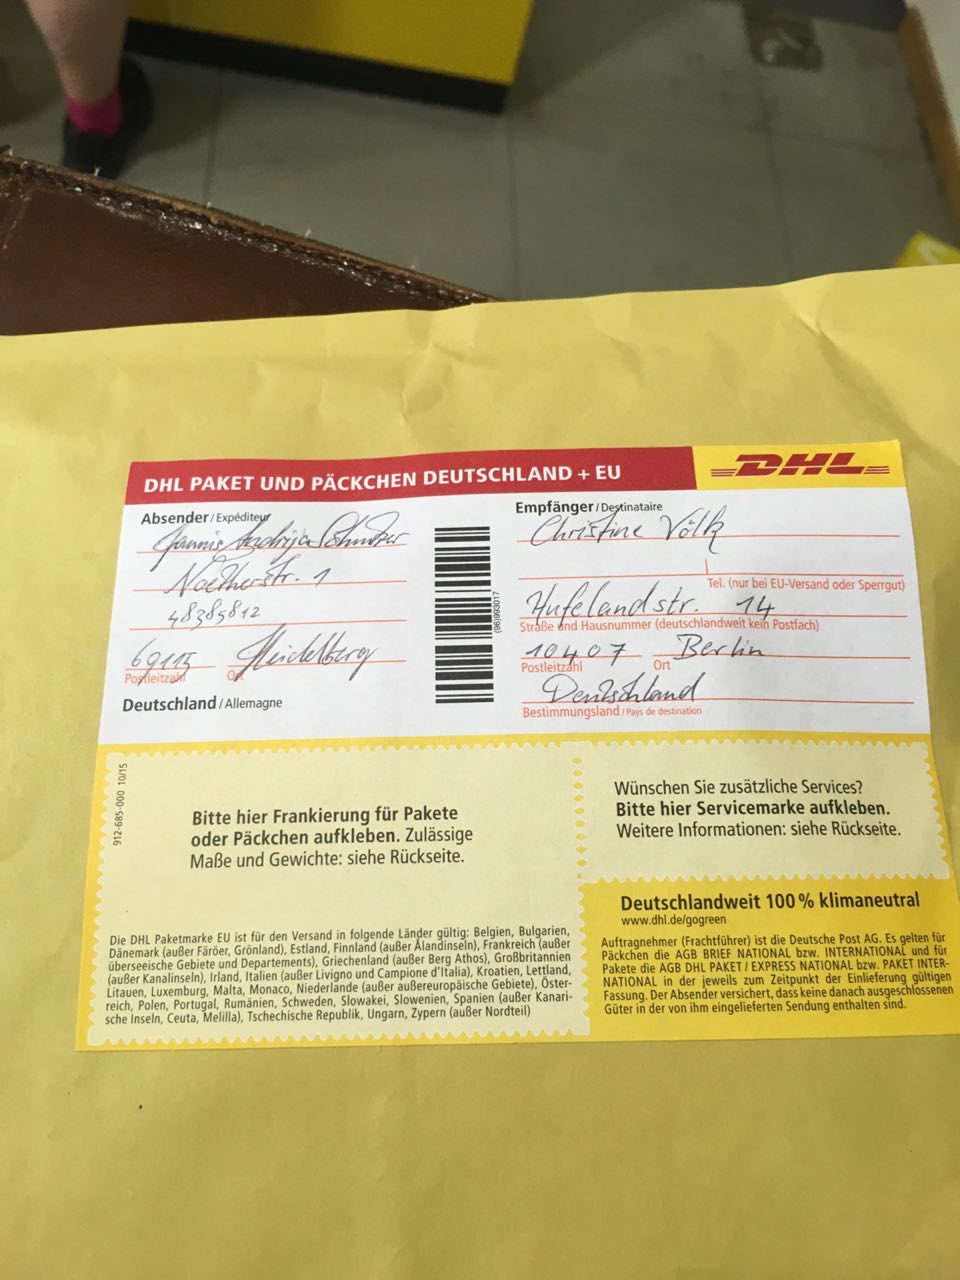 DHL PAKET UND PÄCKCHEN DEUTSCHLAND + EU
DHL
Absender / Expéditeur
Jannis Andrija
Noetherstr. 1
48385812
69115 Heidelberg
Postleitzahl Ort
Deutschland / Allemagne
(96)993017
Empfänger / Destinataire
Christine Völk
Tel. (nur bei EU-Versand oder Sperrgut)
Hufelandstr. 14
Straße und Hausnummer (deutschlandweit kein Postfach)
10407 Berlin
Postleitzahl Ort
Deutschland
Bestimmungsland / Pays de destination
912-685-000 10/15
Bitte hier Frankierung für Pakete
oder Päckchen aufkleben. Zulässige
Maße und Gewichte: siehe Rückseite.
Die DHL Paketmarke EU ist für den Versand in folgende Länder gültig: Belgien, Bulgarien,
Dänemark (außer Färöer, Grönland), Estland, Finnland (außer Ålandinseln), Frankreich (außer
überseeische Gebiete und Departements), Griechenland (außer Berg Athos), Großbritannien
(außer Kanalinseln), Irland, Italien (außer Livigno und Campione d'Italia), Kroatien, Lettland,
Litauen, Luxemburg, Malta, Monaco, Niederlande (außer außereuropäische Gebiete), Öster-
reich, Polen, Portugal, Rumänien, Schweden, Slowakei, Slowenien, Spanien (außer Kanari-
sche Inseln, Ceuta, Melilla), Tschechische Republik, Ungarn, Zypern (außer Nordteil)
Wünschen Sie zusätzliche Services?
Bitte hier Servicemarke aufkleben.
Weitere Informationen: siehe Rückseite.
Deutschlandweit 100 % klimaneutral
www.dhl.de/gogreen
Auftragnehmer (Frachtführer) ist die Deutsche Post AG. Es gelten für
Päckchen die AGB BRIEF NATIONAL bzw. INTERNATIONAL und für
Pakete die AGB DHL PAKET / EXPRESS NATIONAL bzw. PAKET INTER-
NATIONAL in der jeweils zum Zeitpunkt der Einlieferung gültigen
Fassung. Der Absender versichert, dass keine danach ausgeschlossenen
Güter in der von ihm eingelieferten Sendung enthalten sind.